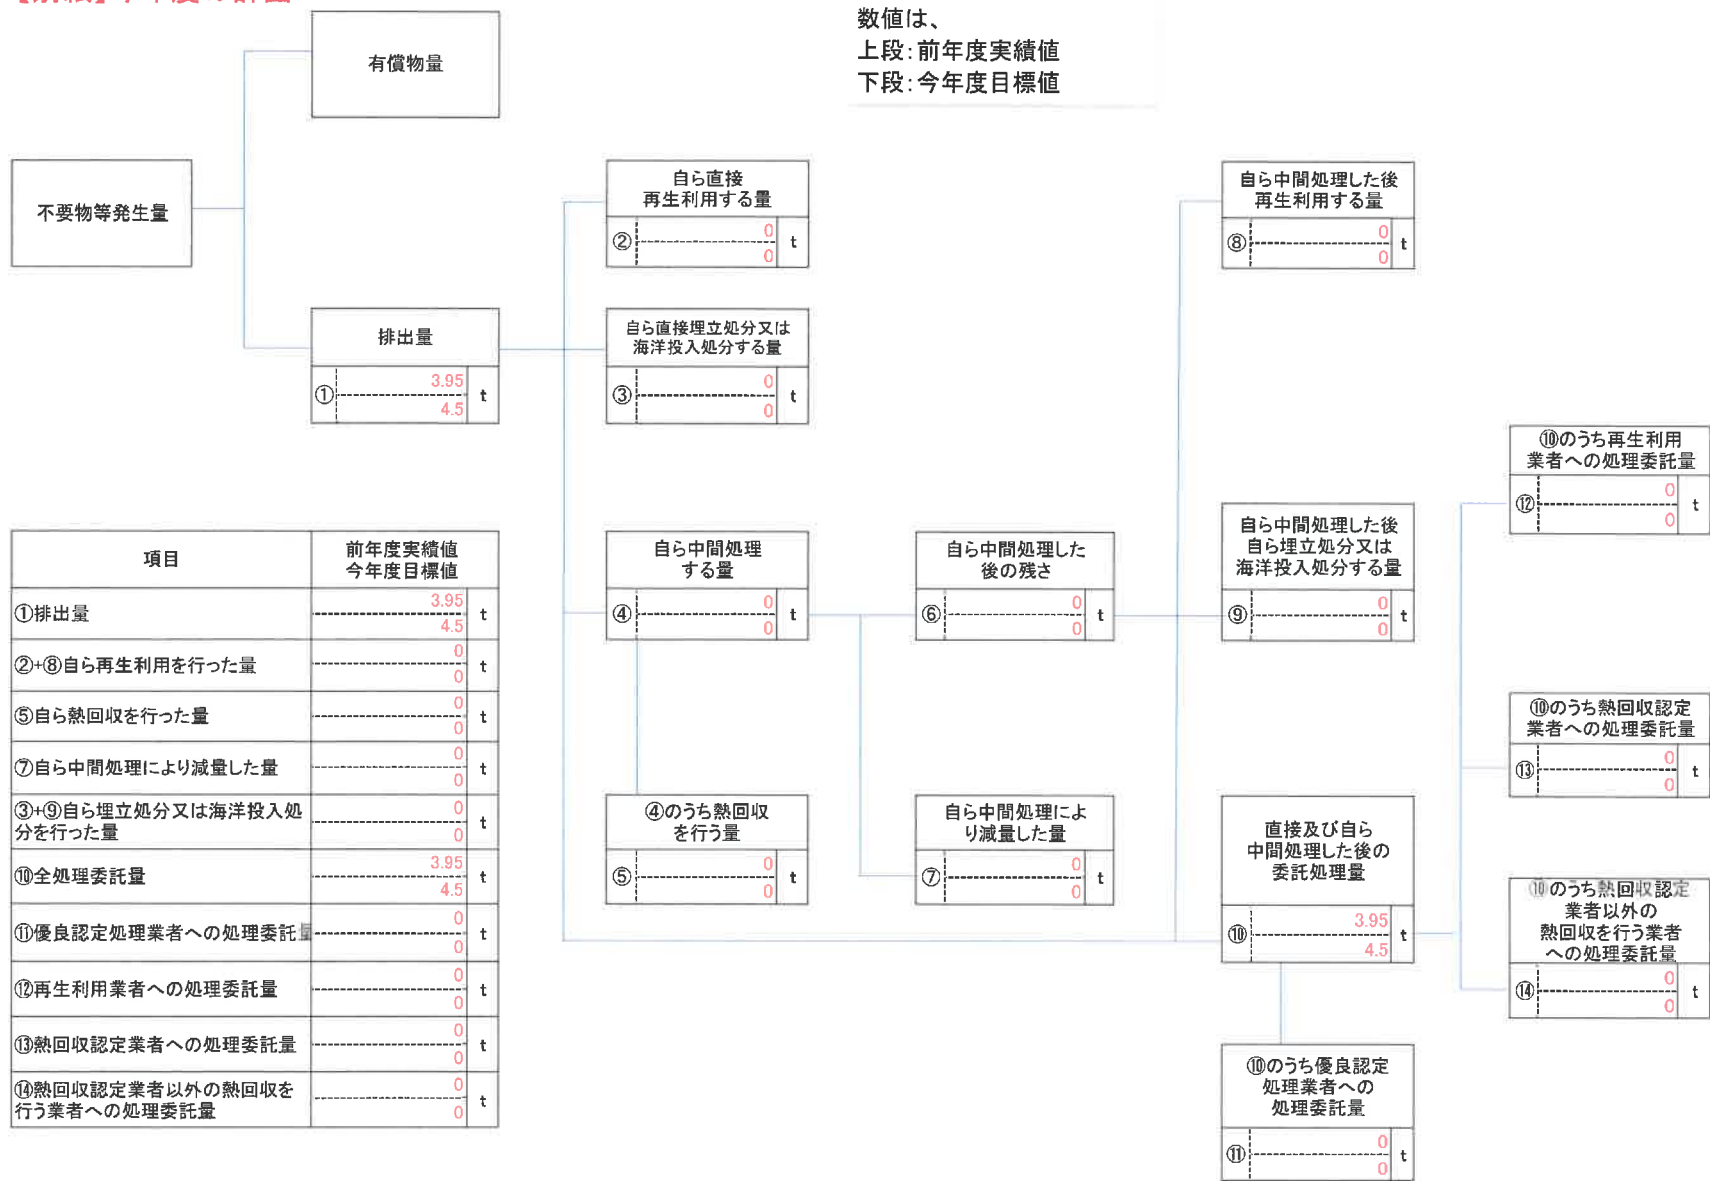 数値は、
上段:前年度実績値
下段:今年度目標値
有償物量
不要物等発生量
排出量
① 3.95 t
4.5
自ら直接
再生利用する量
② 0 t
0
自ら直接埋立処分又は
海洋投入処分する量
③ 0 t
0
自ら中間処理
する量
④ 0 t
0
④のうち熱回収
を行う量
⑤ 0 t
0
自ら中間処理した
後の残さ
⑥ 0 t
0
自ら中間処理によ
り減量した量
⑦ 0 t
0
自ら中間処理した後
再生利用する量
⑧ 0 t
0
自ら中間処理した後
自ら埋立処分又は
海洋投入処分する量
⑨ 0 t
0
直接及び自ら
中間処理した後の
委託処理量
⑩ 3.95 t
4.5
⑩のうち優良認定
処理業者への
処理委託量
⑪ 0 t
0
⑩のうち再生利用
業者への処理委託量
⑫ 0 t
0
⑩のうち熱回収認定
業者への処理委託量
⑬ 0 t
0
⑩のうち熱回収認定
業者以外の
熱回収を行う業者
への処理委託量
⑭ 0 t
0
項目 前年度実績値
今年度目標値
①排出量 3.95 t
4.5
②+⑧自ら再生利用を行った量 0 t
0
⑤自ら熱回収を行った量 0 t
0
⑦自ら中間処理により減量した量 0 t
0
③+⑨自ら埋立処分又は海洋投入処 0 t
分を行った量 0
⑩全処理委託量 3.95 t
4.5
⑪優良認定処理業者への処理委託量 0 t
0
⑫再生利用業者への処理委託量 0 t
0
⑬熱回収認定業者への処理委託量 0 t
0
⑭熱回収認定業者以外の熱回収を 0 t
行う業者への処理委託量 0